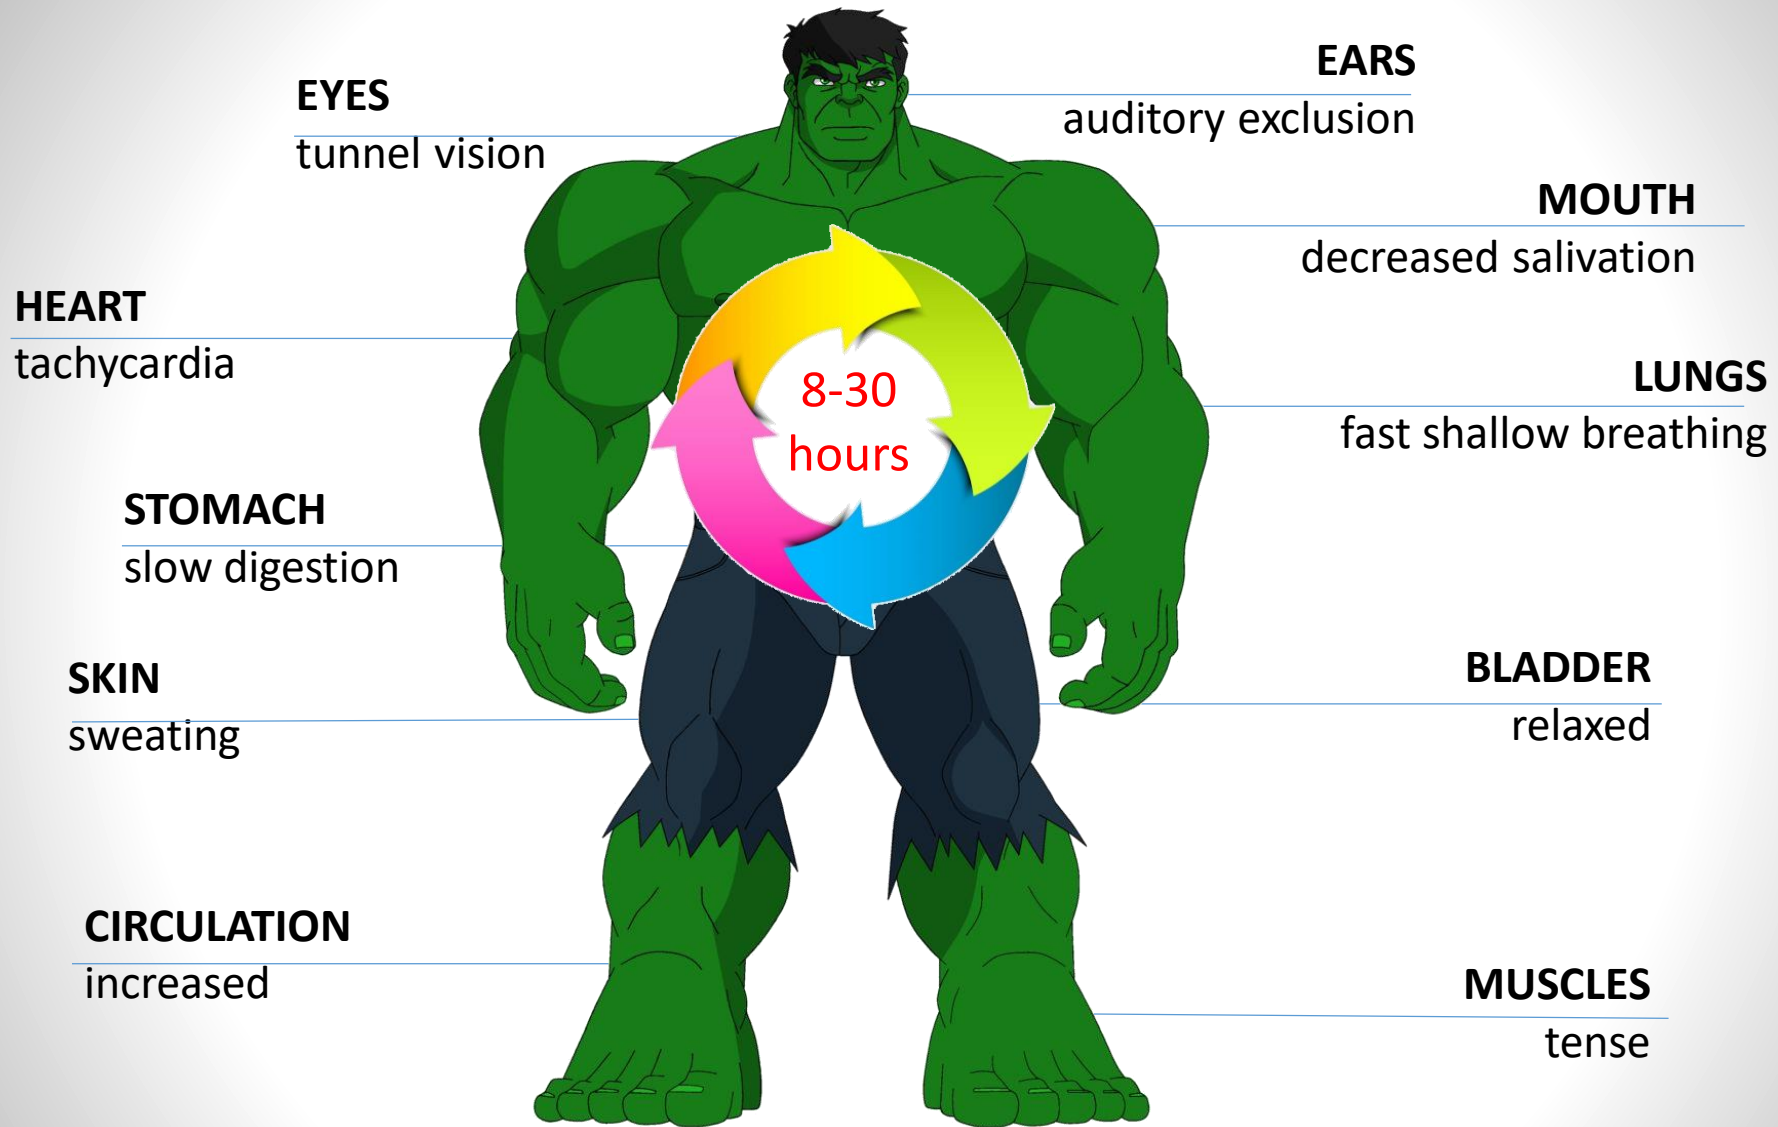 EYES
tunnel vision
EARS
auditory exclusion
MOUTH
decreased salivation
HEART
tachycardia
LUNGS
fast shallow breathing
8-30
hours
STOMACH
slow digestion
SKIN
sweating
BLADDER
relaxed
CIRCULATION
increased
MUSCLES
tense